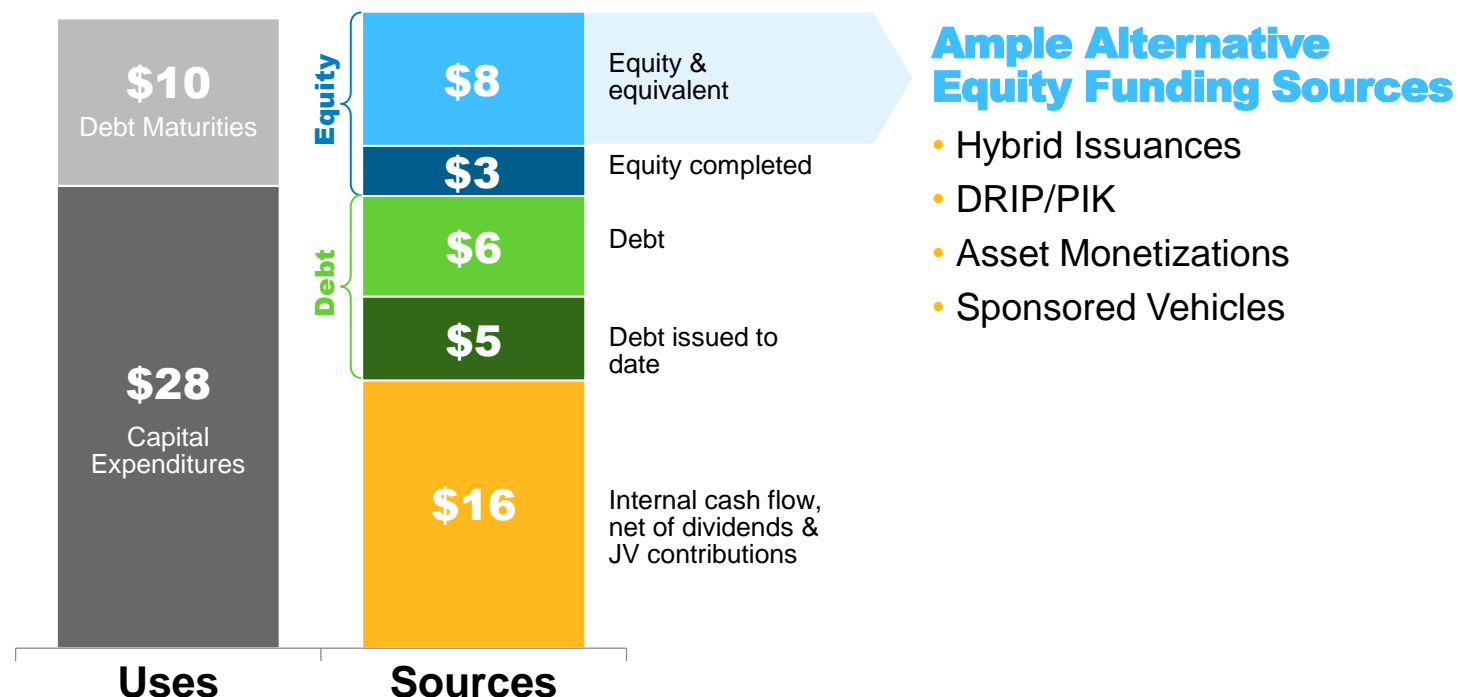 $10
Debt Maturities
$28
Capital
Expenditures
Uses
Equity
Debt
$8
$3
$6
$5
$16
Sources
Equity &
equivalent
Equity completed
Debt
Debt issued to
date
Internal cash flow,
net of dividends &
JV contributions
Ample Alternative
Equity Funding Sources
• Hybrid Issuances
• DRIP/PIK
• Asset Monetizations
• Sponsored Vehicles